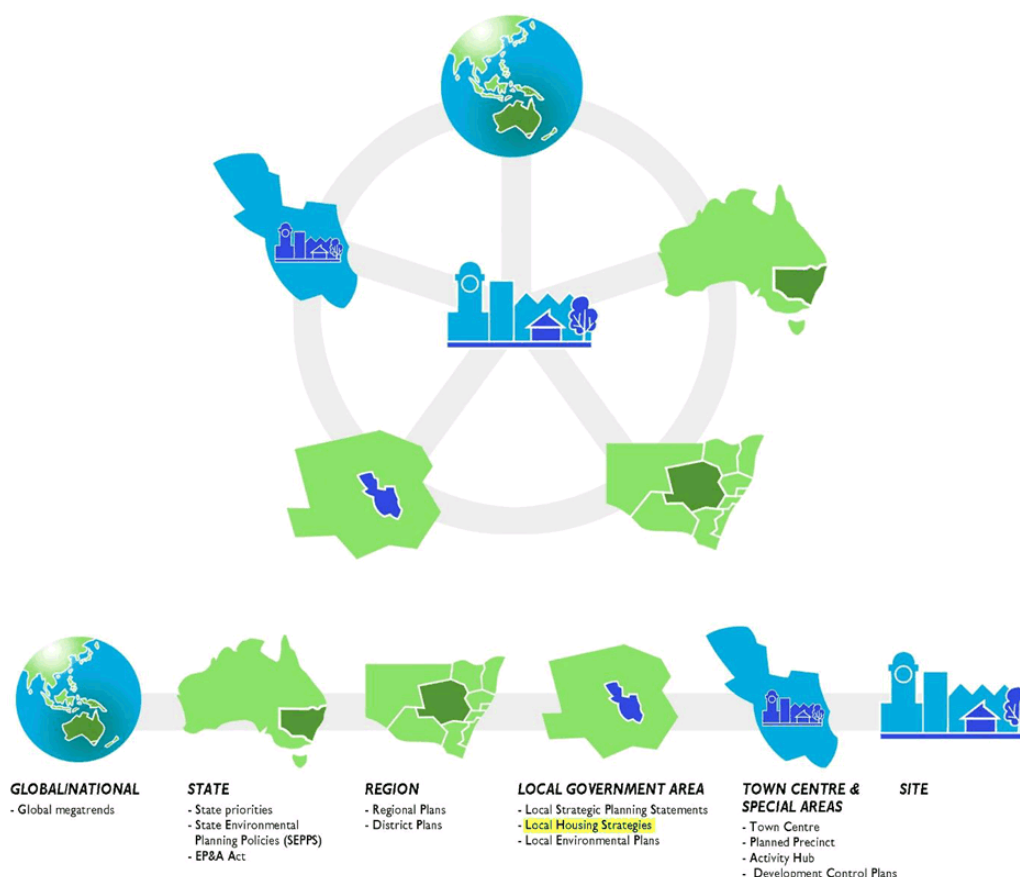 GLOBAL/NATIONAL
- Global megatrends
STATE
- State priorities
- State Environmental
Planning Policies (SEPPS)
- EP&A Act
REGION
- Regional Plans
- District Plans
LOCAL GOVERNMENT AREA
- Local Strategic Planning Statements
- Local Housing Strategies
- Local Environmental Plans
TOWN CENTRE &
SPECIAL AREAS
- Town Centre
- Planned Precinct
- Activity Hub
- Development Control Plans
SITE